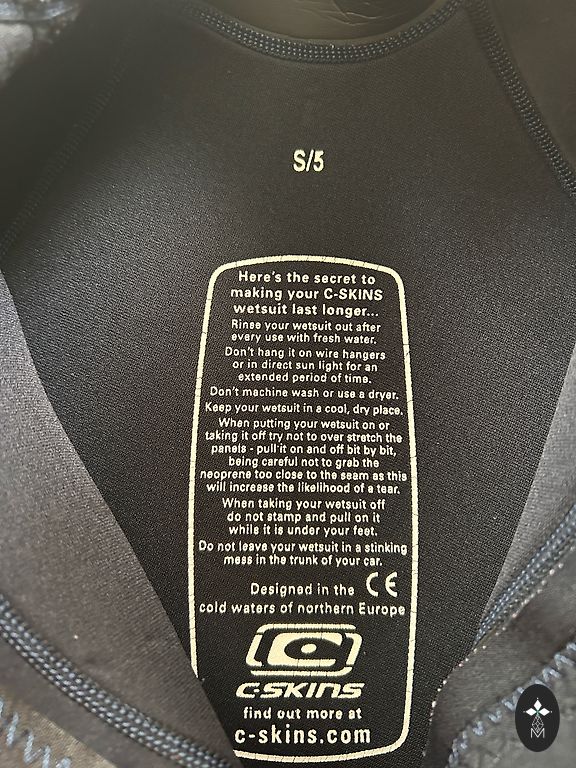 S/5
Here's the secret to
making your C-SKINS
wetsuit last longer...
Rinse your wetsuit out after
every use with fresh water.
Don't hang it on wire hangers
or in direct sun light for an
extended period of time.
Don't machine wash or use a dryer.
Keep your wetsuit in a cool, dry place.
When putting your wetsuit on or
taking it off try not to over stretch the
panels - pull it on and off bit by bit,
being careful not to grab the
neoprene too close to the seam as this
will increase the likelihood of a tear.
When taking your wetsuit off
do not stamp and pull on it
while it is under your feet.
Do not leave your wetsuit in a stinking
mess in the trunk of your car.
Designed in the CE
cold waters of northern Europe
C-SKINS
find out more at
c-skins.com
M